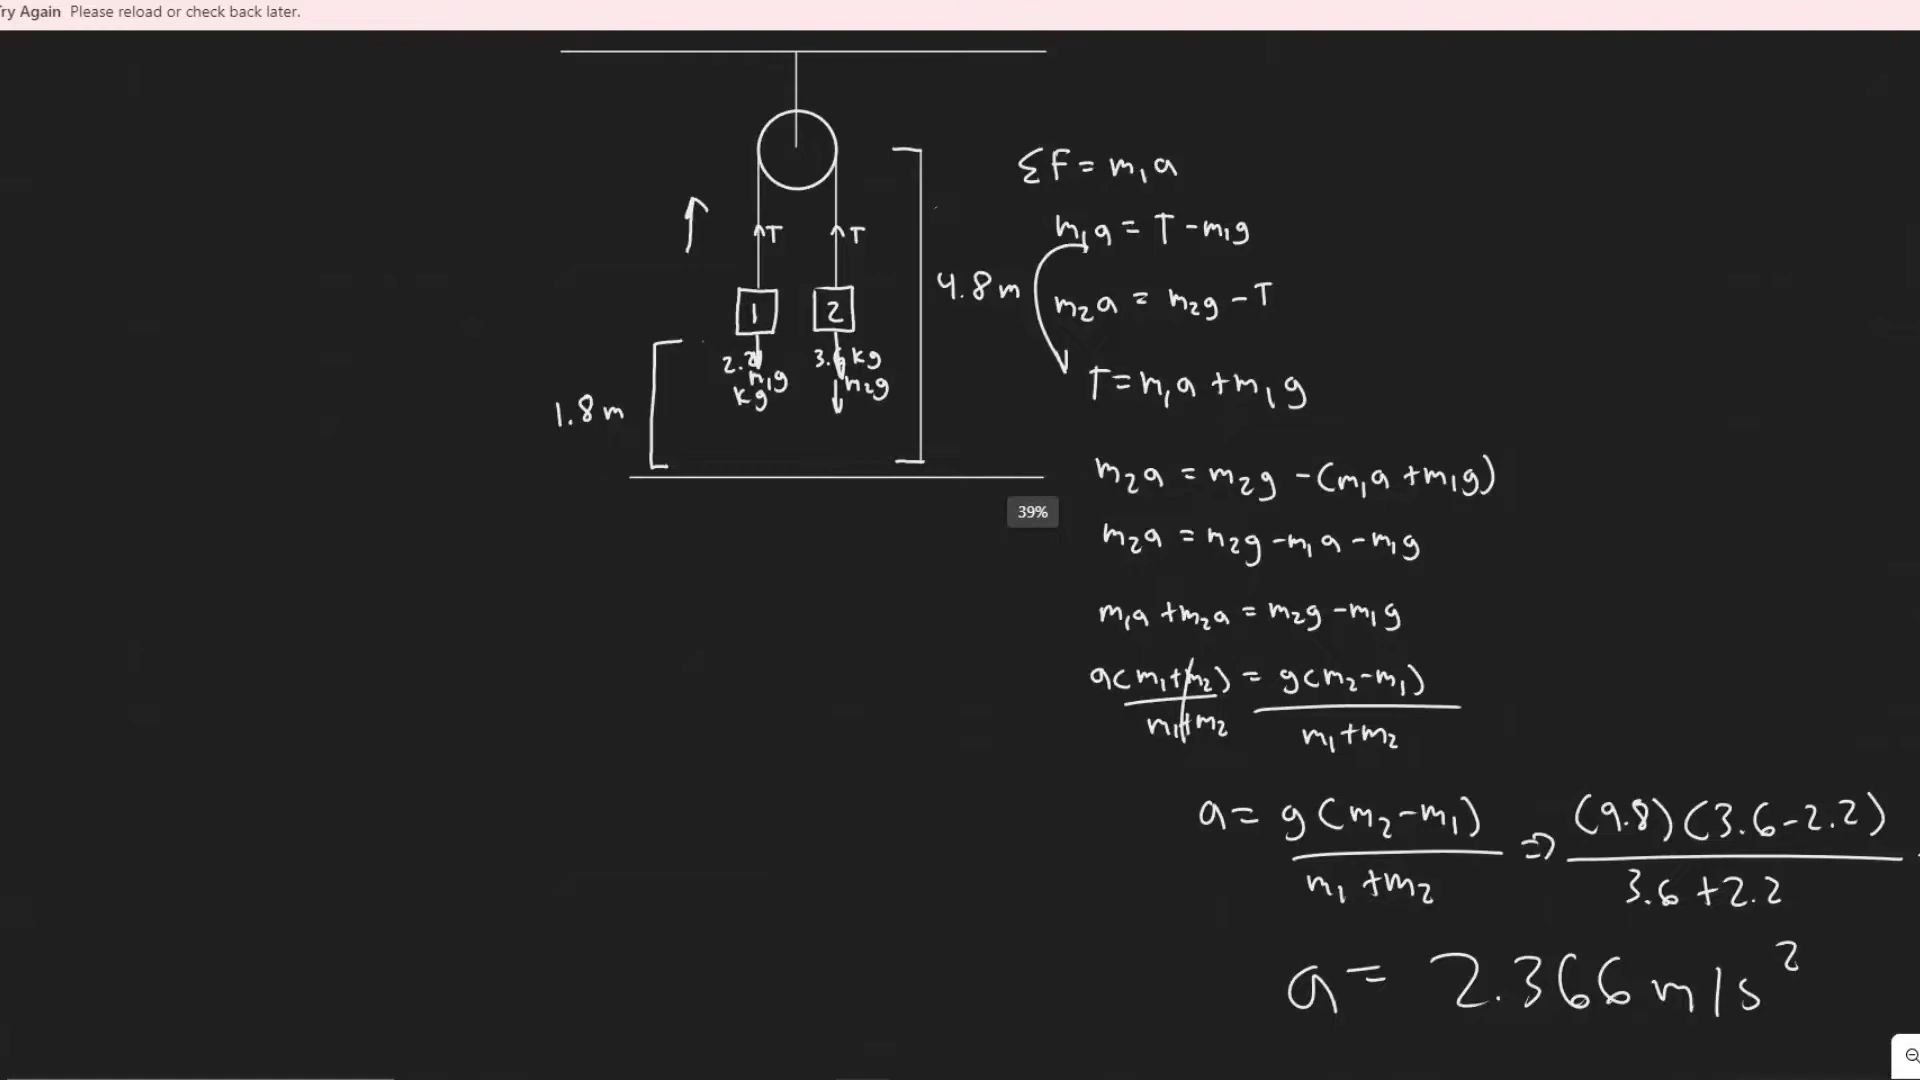 ry Again Please reload or check back later.
ΣF = m₁a
m₁a = T - m₁g
T T
4.8m
m₂a = m₂g - T
1 2
2.2 kg
3.6 kg
m₁g
m₂g
1.8m
T = m₁a + m₁g
m₂a = m₂g - (m₁a + m₁g)
39%
m₂a = m₂g - m₁a - m₁g
m₁a + m₂a = m₂g - m₁g
a(m₁+m₂) = g(m₂-m₁)
m₁+m₂ m₁+m₂
a = g(m₂-m₁) ⇒ (9.8)(3.6-2.2)
m₁+m₂ 3.6+2.2
a = 2.366 m/s²